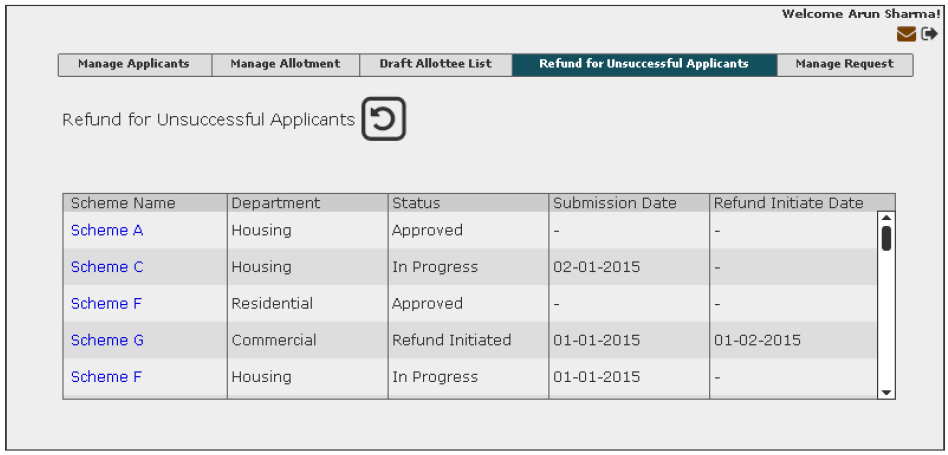 Welcome Arun Sharma!
Manage Applicants Manage Allotment Draft Allottee List Refund for Unsuccessful Applicants Manage Request
Refund for Unsuccessful Applicants
Scheme Name Department Status Submission Date Refund Initiate Date
Scheme A Housing Approved - -
Scheme C Housing In Progress 02-01-2015 -
Scheme F Residential Approved - -
Scheme G Commercial Refund Initiated 01-01-2015 01-02-2015
Scheme F Housing In Progress 01-01-2015 -